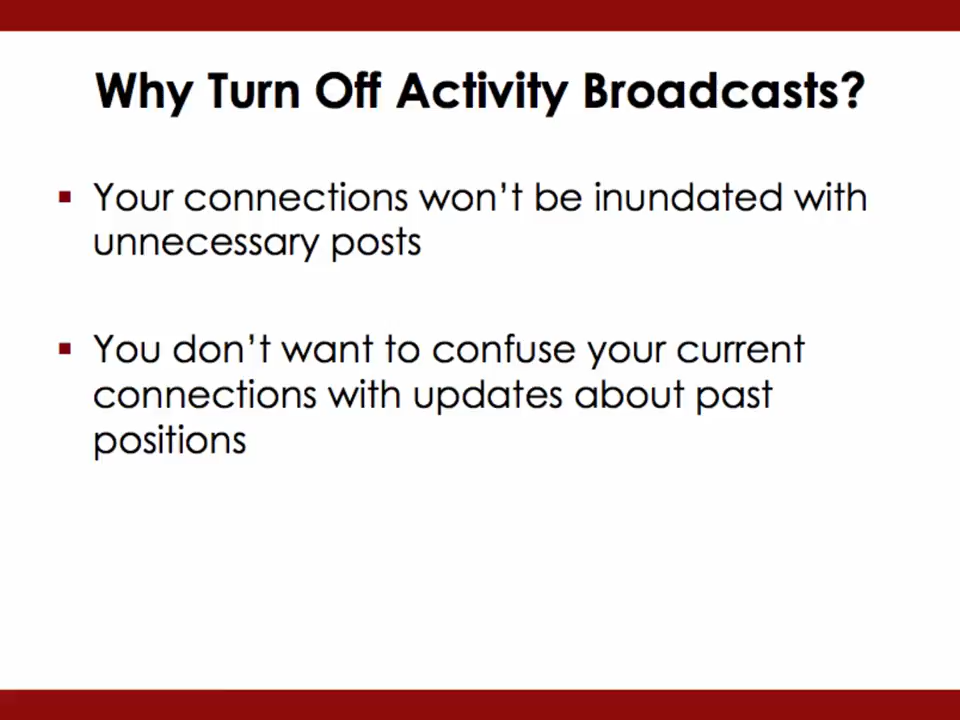 Why Turn Off Activity Broadcasts?
Your connections won’t be inundated with
unnecessary posts
You don’t want to confuse your current
connections with updates about past
positions